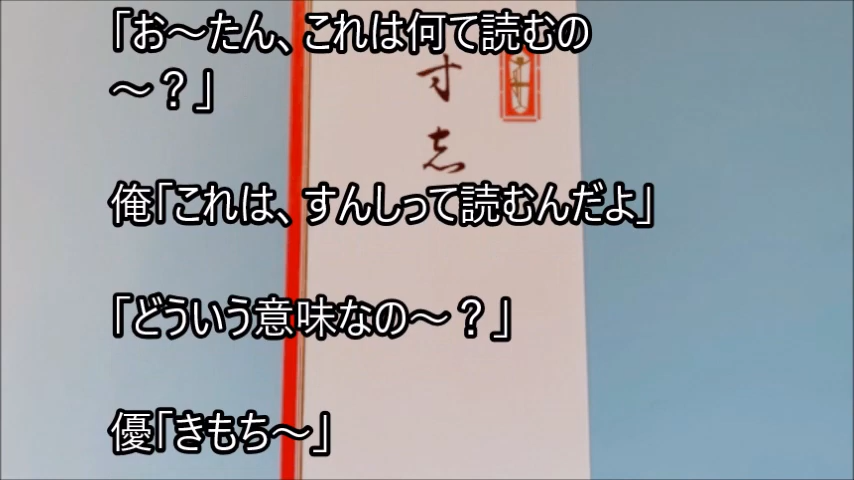 「お～たん、これは何て読むの
～？」
寸志
俺「これは、すんしって読むんだよ」
「どういう意味なの～？」
優「きもち～」